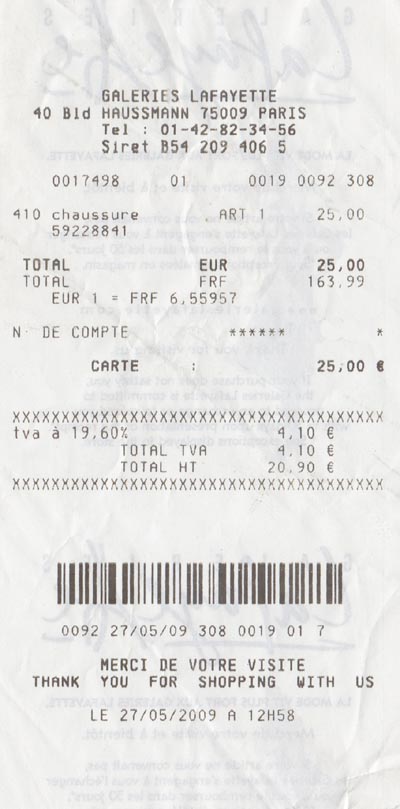 GALERIES LAFAYETTE
40 Bld HAUSSMANN 75009 PARIS
Tel : 01-42-82-34-56
Siret B54 209 406 5
0017498 01 0019 0092 308
410 chaussure ART 1 25,00
59228841
TOTAL EUR 25,00
TOTAL FRF 163,99
EUR 1 = FRF 6,55957
N° DE COMPTE ****** *
CARTE : 25,00 €
XXXXXXXXXXXXXXXXXXXXXXXXXXXXXXXXXXXXXXXX
tva à 19,60% 4,10 €
TOTAL TVA 4,10 €
TOTAL HT 20,90 €
XXXXXXXXXXXXXXXXXXXXXXXXXXXXXXXXXXXXXXXX
0092 27/05/09 308 0019 01 7
MERCI DE VOTRE VISITE
THANK YOU FOR SHOPPING WITH US
LE 27/05/2009 A 12H58